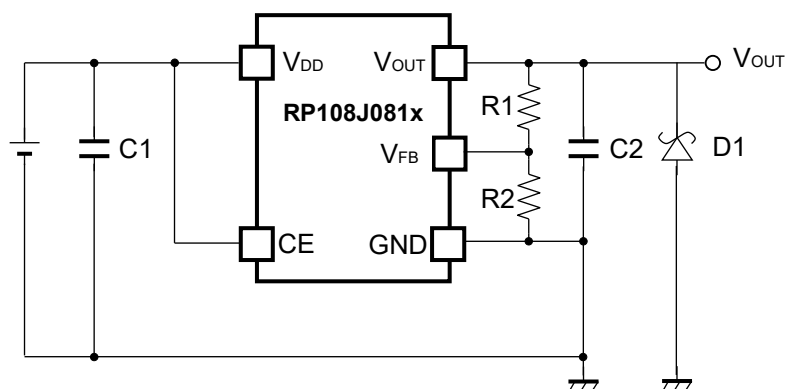 VDD
VOUT
VOUT
RP108J081x
R1
C1
VFB
C2
D1
R2
CE
GND